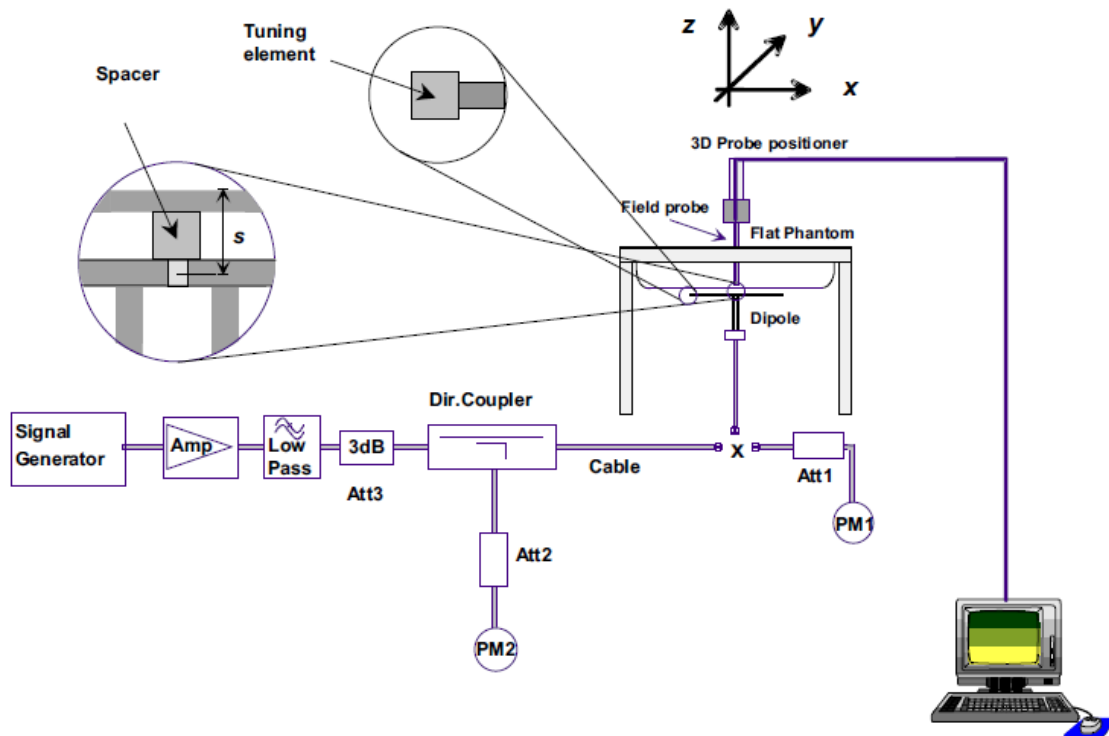 Tuning
element
Spacer
z
y
x
s
3D Probe positioner
Field probe
Flat Phantom
Dipole
Dir.Coupler
Signal
Generator
Amp
Low
Pass
3dB
Att3
Cable
X
Att1
PM1
Att2
PM2